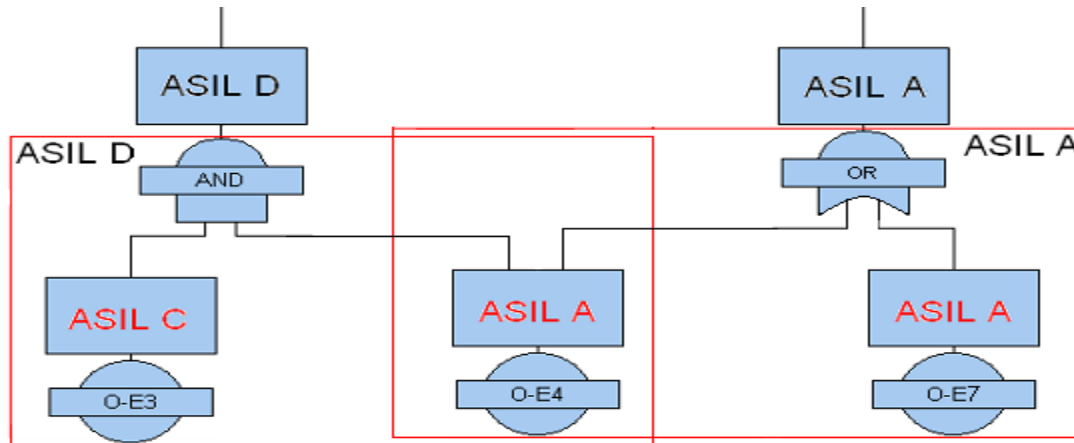 ASIL D
ASIL A
ASIL D
ASIL A
AND
OR
ASIL C
ASIL A
ASIL A
O-E3
O-E4
O-E7